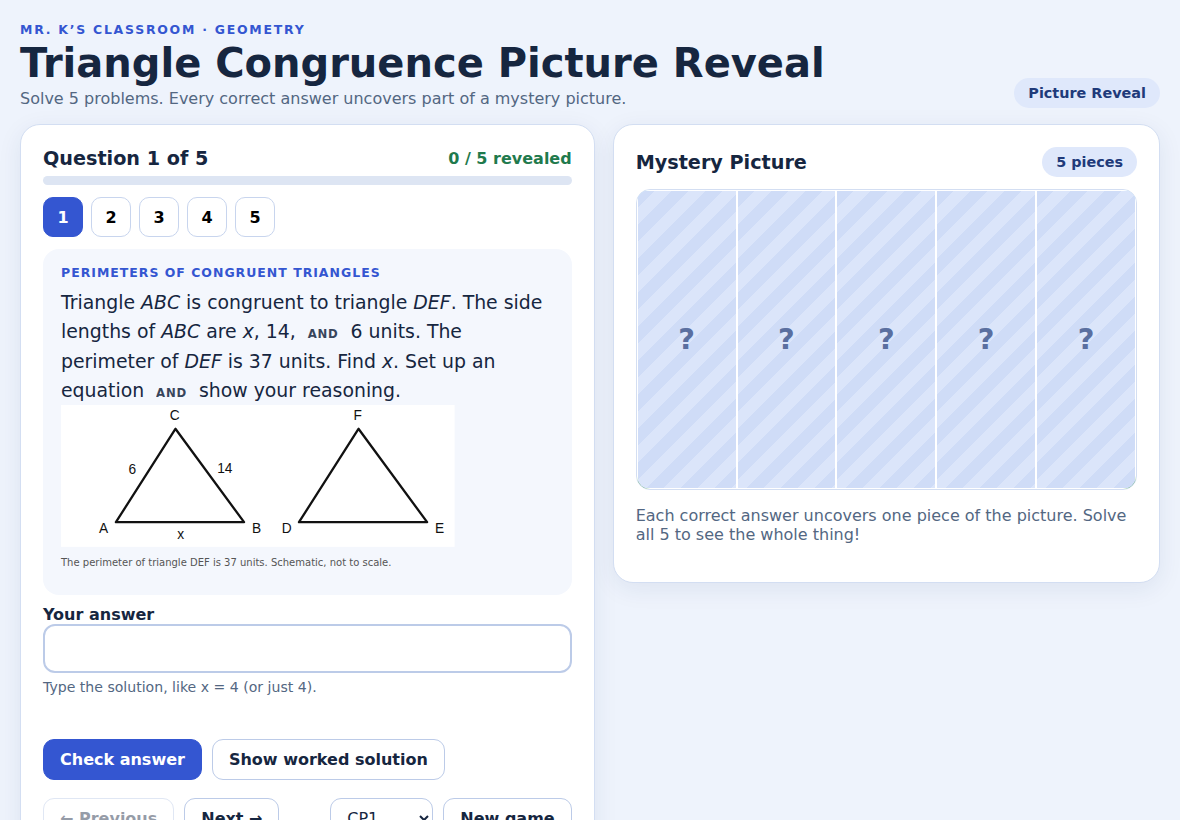 MR. K’S CLASSROOM · GEOMETRY
Triangle Congruence Picture Reveal
Solve 5 problems. Every correct answer uncovers part of a mystery picture.
Picture Reveal
Question 1 of 5
0 / 5 revealed
1 2 3 4 5
PERIMETERS OF CONGRUENT TRIANGLES
Triangle ABC is congruent to triangle DEF. The side
lengths of ABC are x, 14, AND 6 units. The
perimeter of DEF is 37 units. Find x. Set up an
equation AND show your reasoning.
C F
6 14
A B D E
x
The perimeter of triangle DEF is 37 units. Schematic, not to scale.
Your answer
Type the solution, like x = 4 (or just 4).
Check answer
Show worked solution
← Previous
Next →
CP1
New game
Mystery Picture
5 pieces
? ? ? ? ?
Each correct answer uncovers one piece of the picture. Solve
all 5 to see the whole thing!